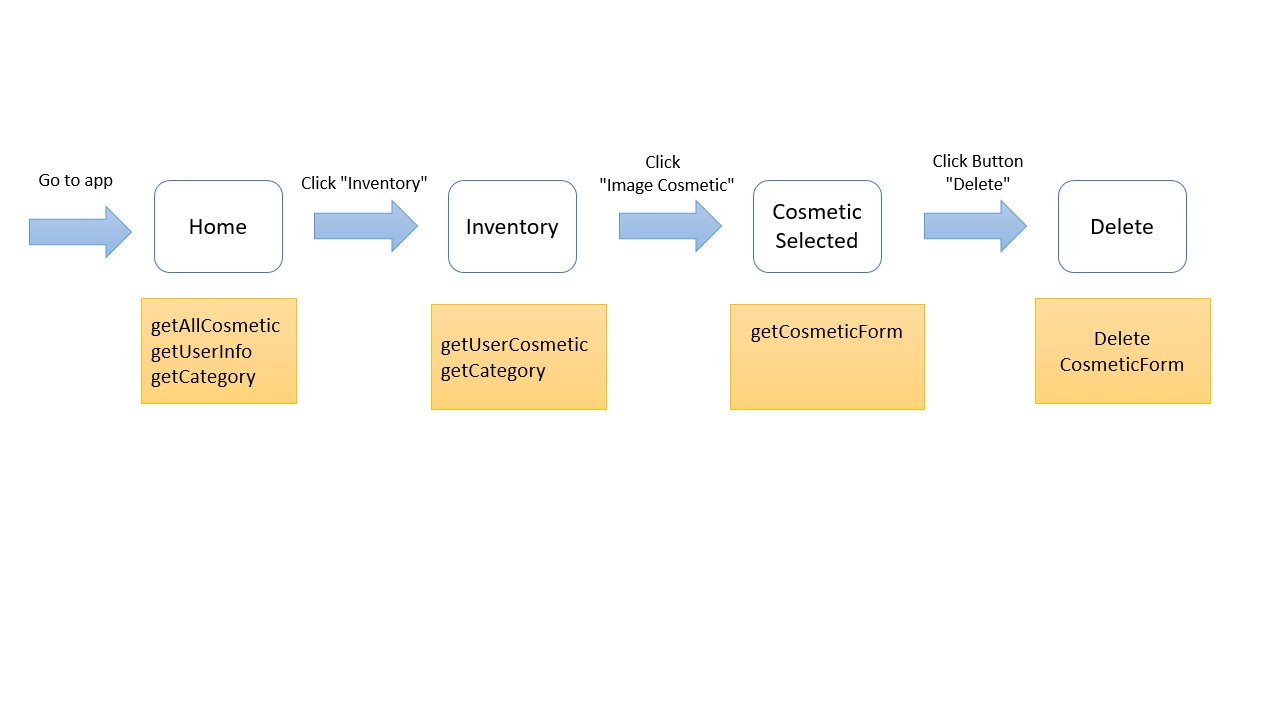 Go to app
Home
Click "Inventory"
Inventory
Click
"Image Cosmetic"
Cosmetic
Selected
Click Button
"Delete"
Delete
getAllCosmetic
getUserInfo
getCategory
getUserCosmetic
getCategory
getCosmeticForm
Delete
CosmeticForm